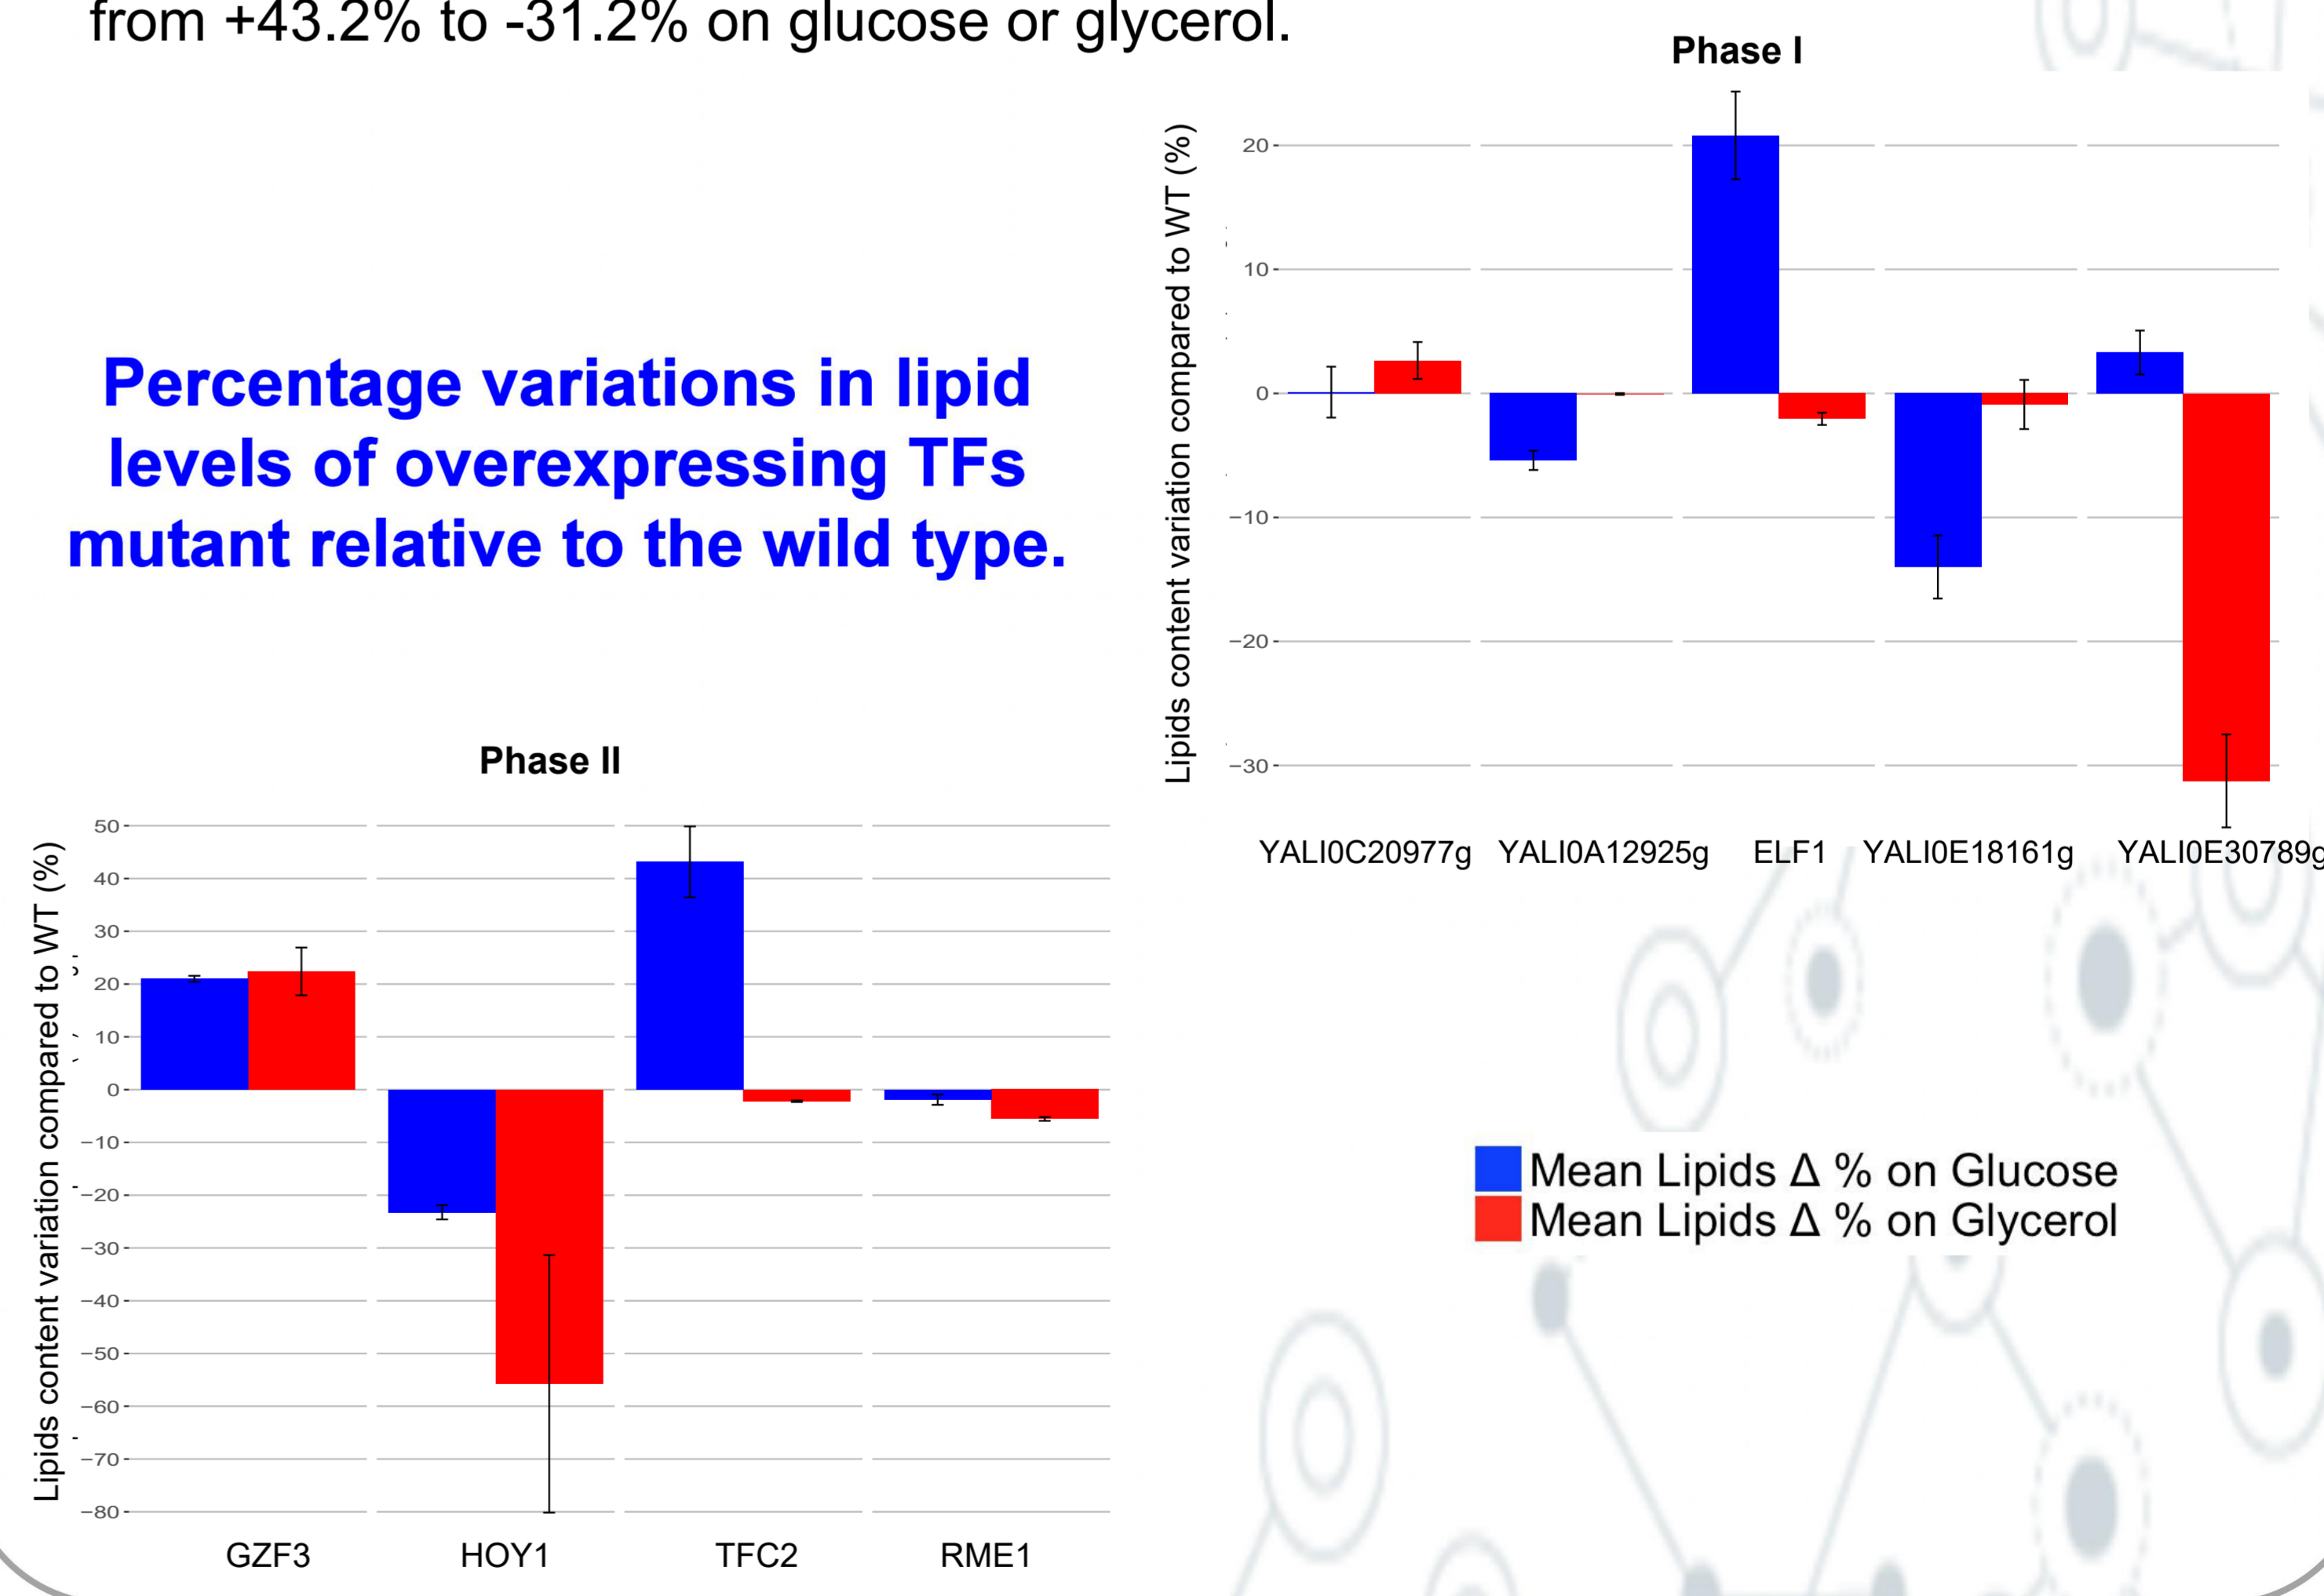 from +43.2% to -31.2% on glucose or glycerol.
Percentage variations in lipid
levels of overexpressing TFs
mutant relative to the wild type.
Phase I
Lipids content variation compared to WT (%)
20
10
0
−10
−20
−30
YALI0C20977g YALI0A12925g ELF1 YALI0E18161g YALI0E30789g
Phase II
Lipids content variation compared to WT (%)
50
40
30
20
10
0
−10
−20
−30
−40
−50
−60
−70
−80
GZF3 HOY1 TFC2 RME1
Mean Lipids Δ % on Glucose
Mean Lipids Δ % on Glycerol